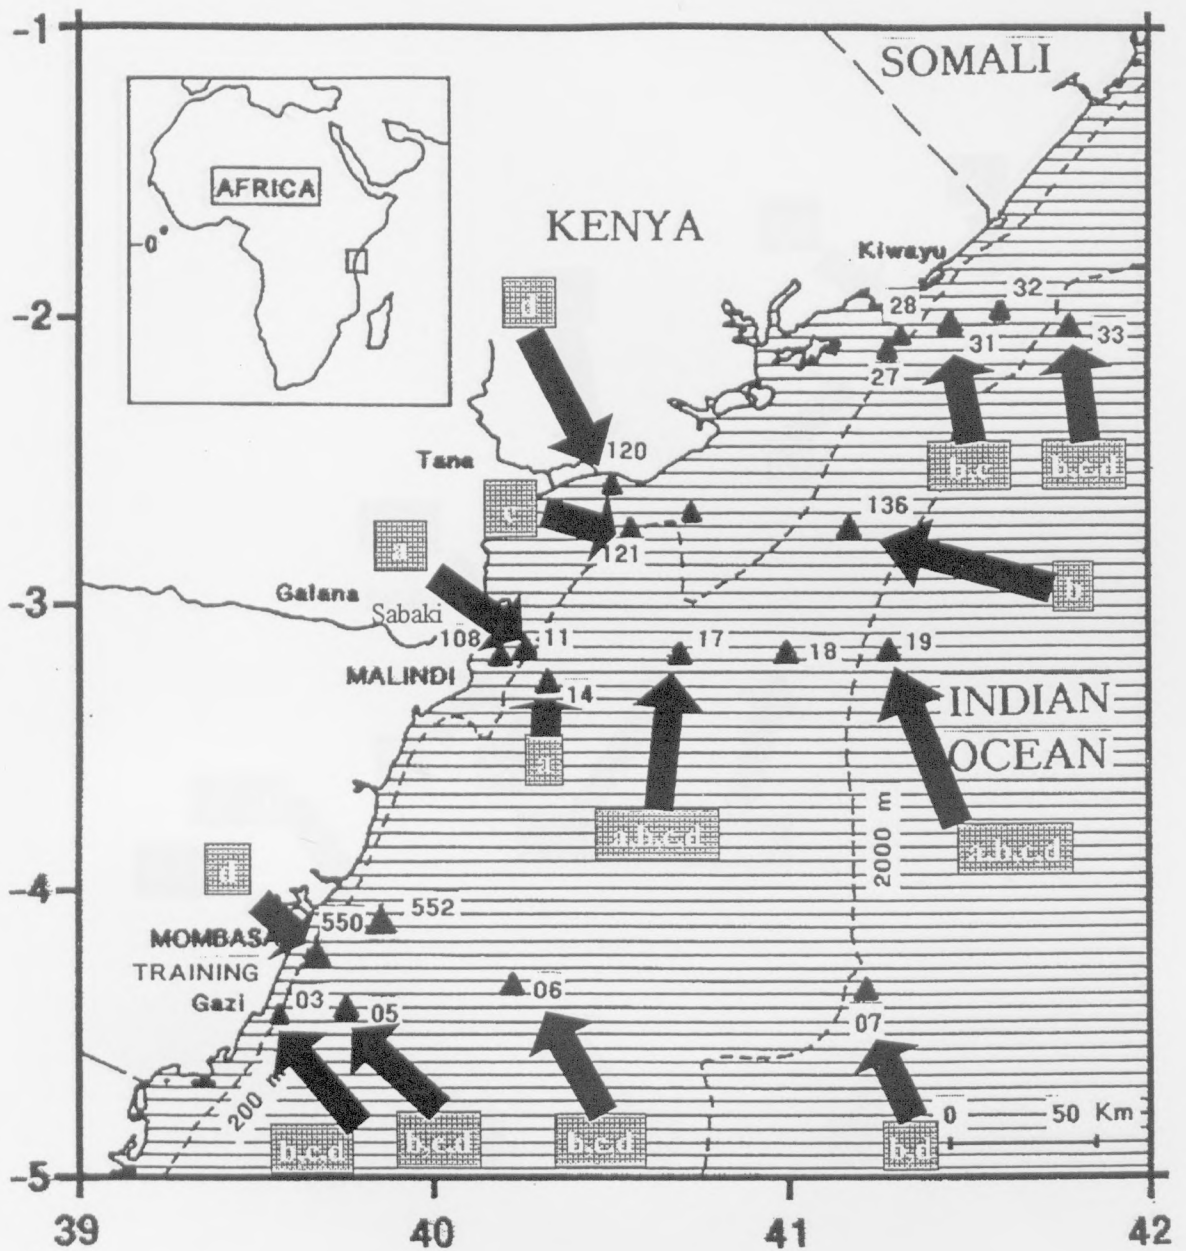 -1
SOMALI
AFRICA
0°
KENYA
Kiwayu
-2
28
32
31
33
27
d
120
Tana
b,c
b,c,d
136
121
a
Galana
-3
Sabaki
108
11
17
18
19
MALINDI
14
INDIAN
OCEAN
a,b,c,d
a,b,c,d
2000 m
d
-4
552
550
MOMBASA
TRAINING
Gazi
03
05
06
07
200 m
0 50 Km
b,c,d
b,c,d
b,c,d
b,d
-5
39
40
41
42